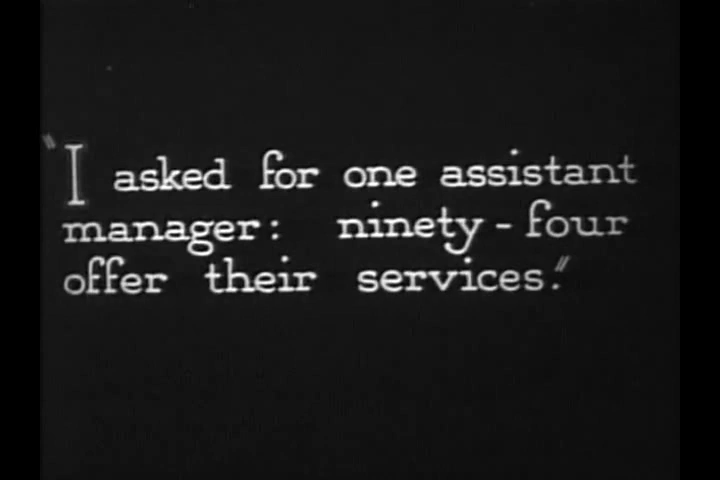 "I asked for one assistant
manager: ninety-four
offer their services."